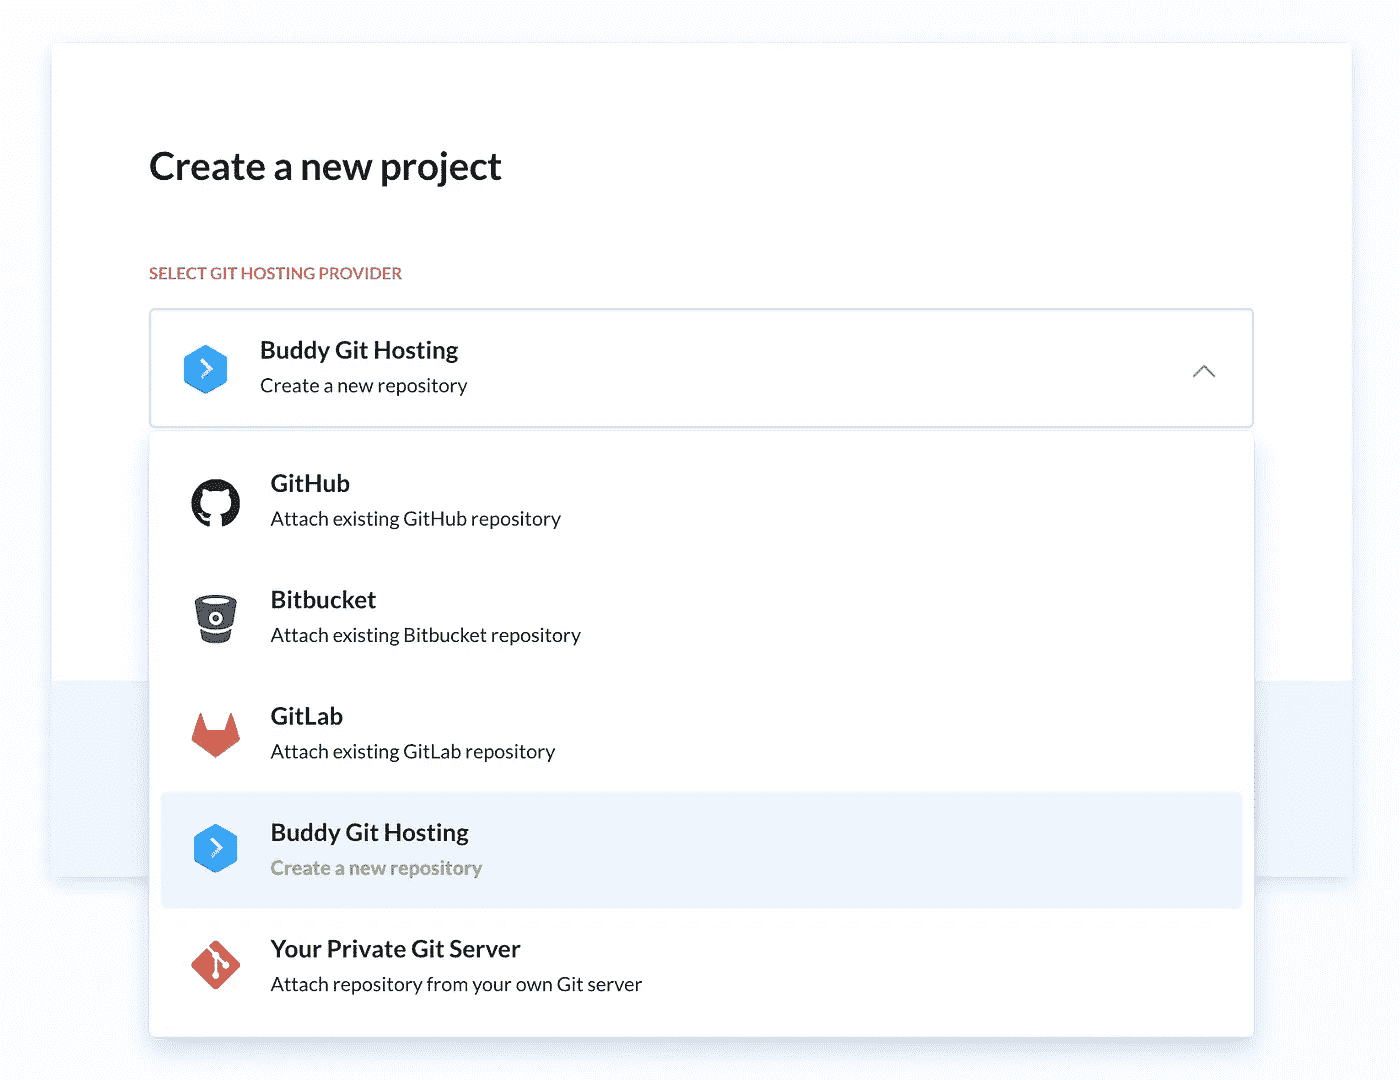 Create a new project
SELECT GIT HOSTING PROVIDER
Buddy Git Hosting
Create a new repository
GitHub
Attach existing GitHub repository
Bitbucket
Attach existing Bitbucket repository
GitLab
Attach existing GitLab repository
Buddy Git Hosting
Create a new repository
Your Private Git Server
Attach repository from your own Git server